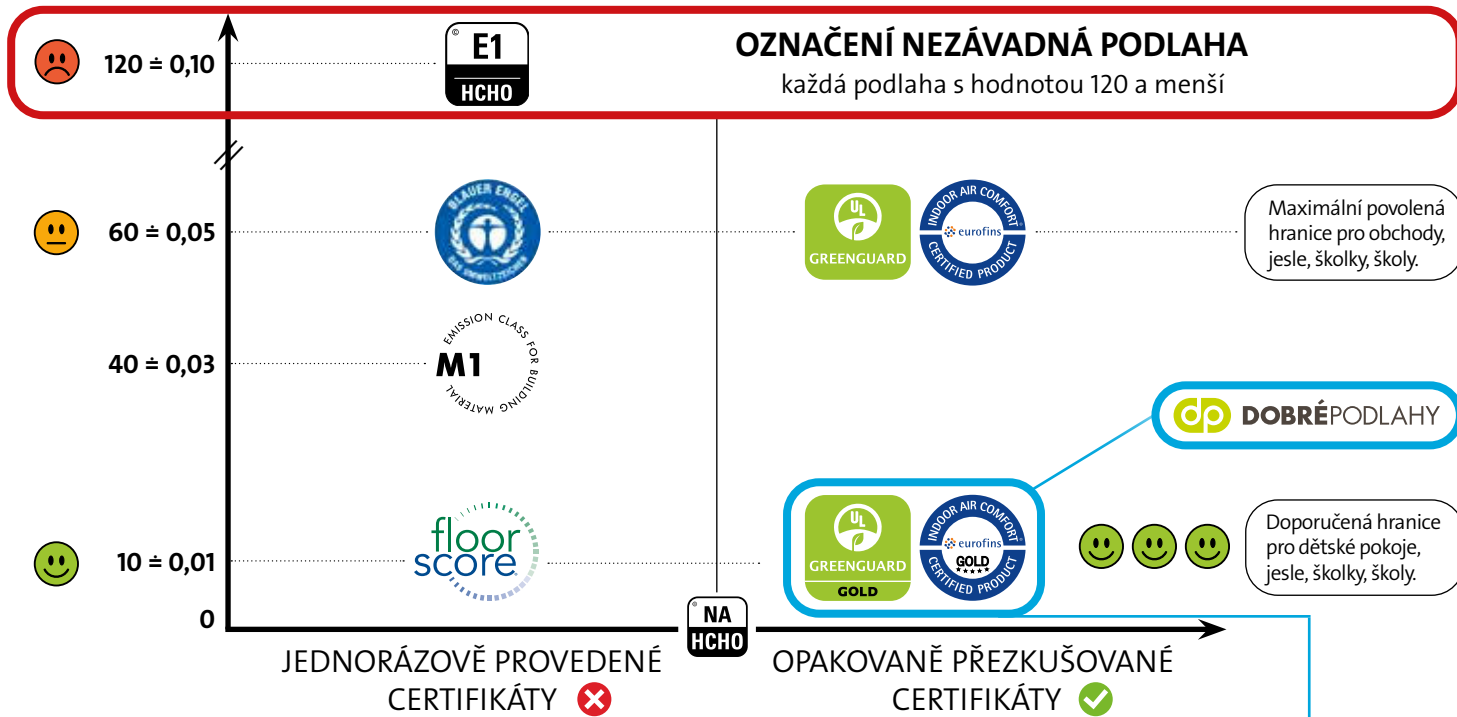 120 ≐ 0,10
© E1
HCHO
OZNAČENÍ NEZÁVADNÁ PODLAHA
každá podlaha s hodnotou 120 a menší
60 ≐ 0,05
BLAUER ENGEL
DAS UMWELTZEICHEN
UL
GREENGUARD
INDOOR AIR COMFORT
eurofins
CERTIFIED PRODUCT
Maximální povolená
hranice pro obchody,
jesle, školky, školy.
40 ≐ 0,03
EMISSION CLASS FOR BUILDING MATERIAL
M1
dp DOBRÉPODLAHY
10 ≐ 0,01
floor
score
UL
GREENGUARD
GOLD
INDOOR AIR COMFORT
eurofins
GOLD
CERTIFIED PRODUCT
Doporučená hranice
pro dětské pokoje,
jesle, školky, školy.
0
© NA
HCHO
JEDNORÁZOVĚ PROVEDENÉ
CERTIFIKÁTY
OPAKOVANĚ PŘEZKUŠOVANÉ
CERTIFIKÁTY